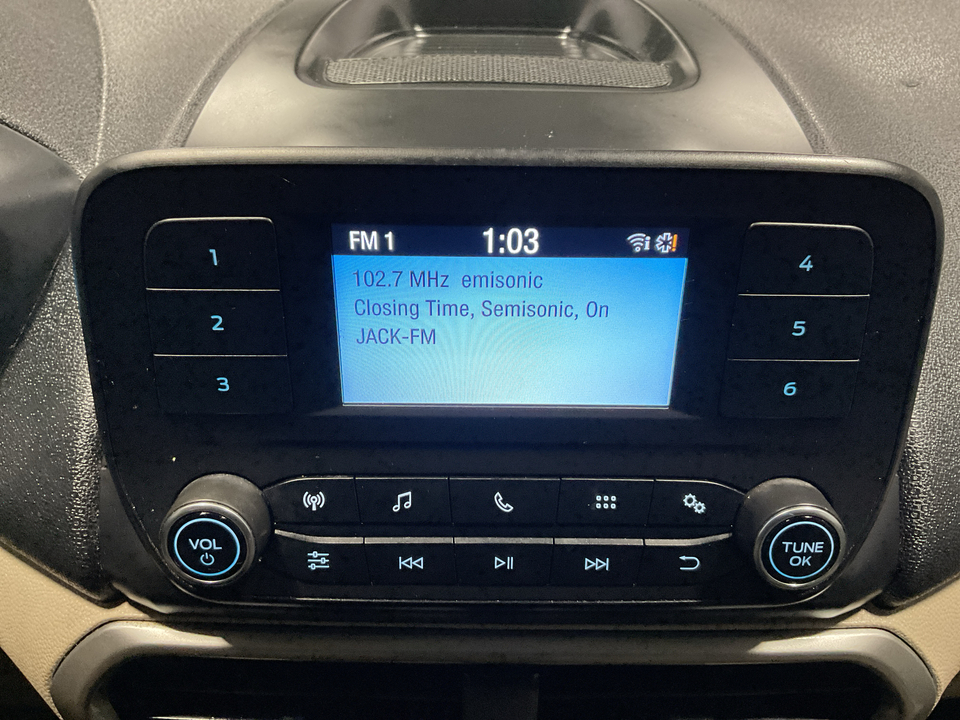 FM 1 1:03
102.7 MHz emisonic
Closing Time, Semisonic, On
JACK-FM
1
2
3
4
5
6
VOL
TUNE
OK